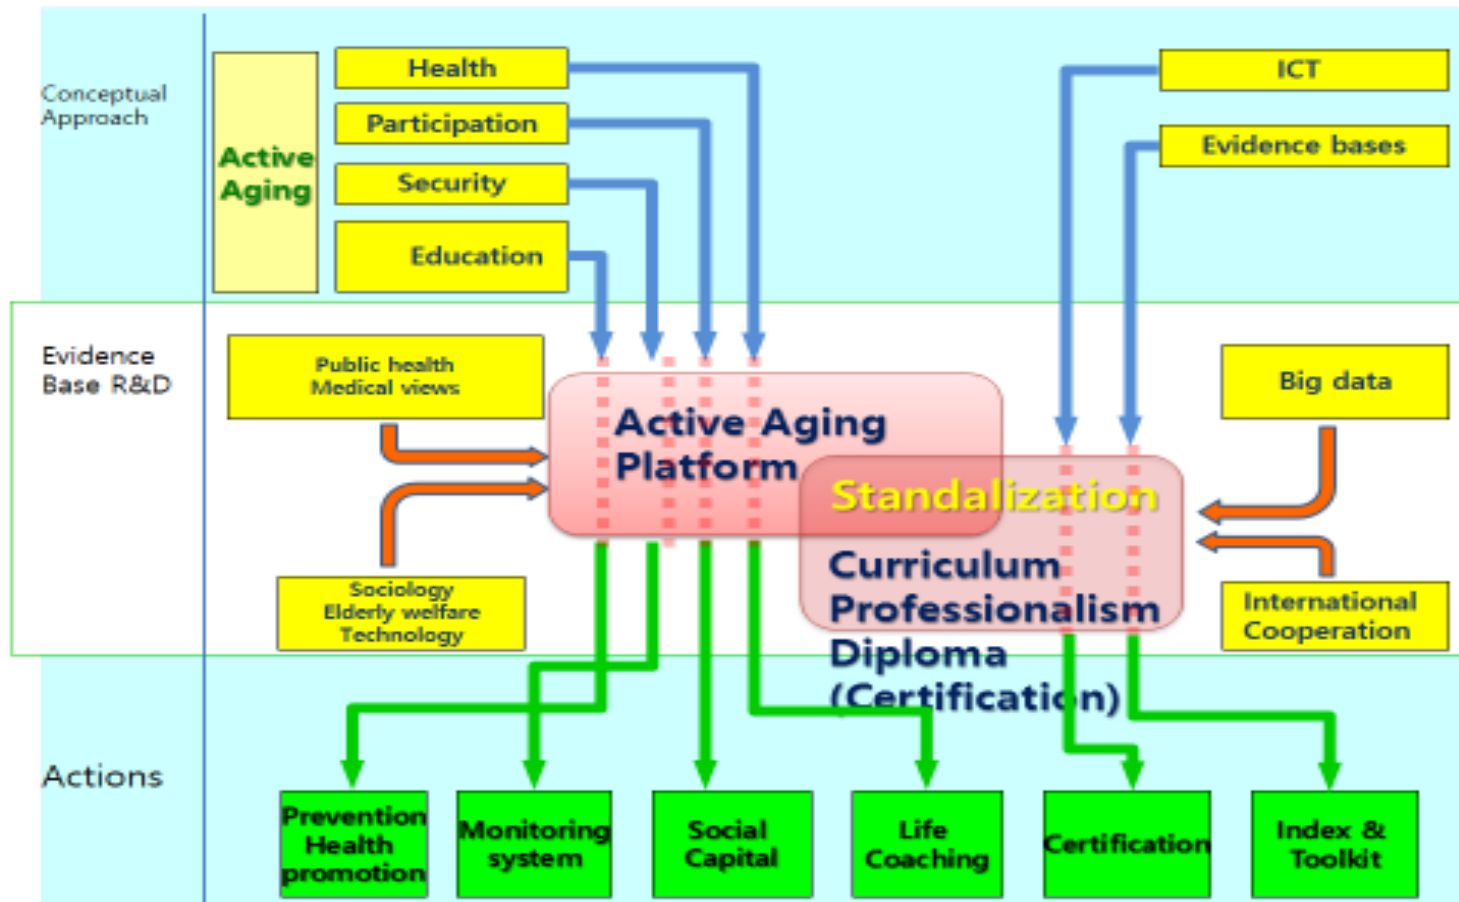 Conceptual
Approach
Active
Aging
Health
Participation
Security
Education
ICT
Evidence bases
Evidence
Base R&D
Public health
Medical views
Sociology
Elderly welfare
Technology
Active Aging
Platform
Standalization
Curriculum
Professionalism
Diploma
(Certification)
Big data
International
Cooperation
Actions
Prevention
Health
promotion
Monitoring
system
Social
Capital
Life
Coaching
Certification
Index &
Toolkit